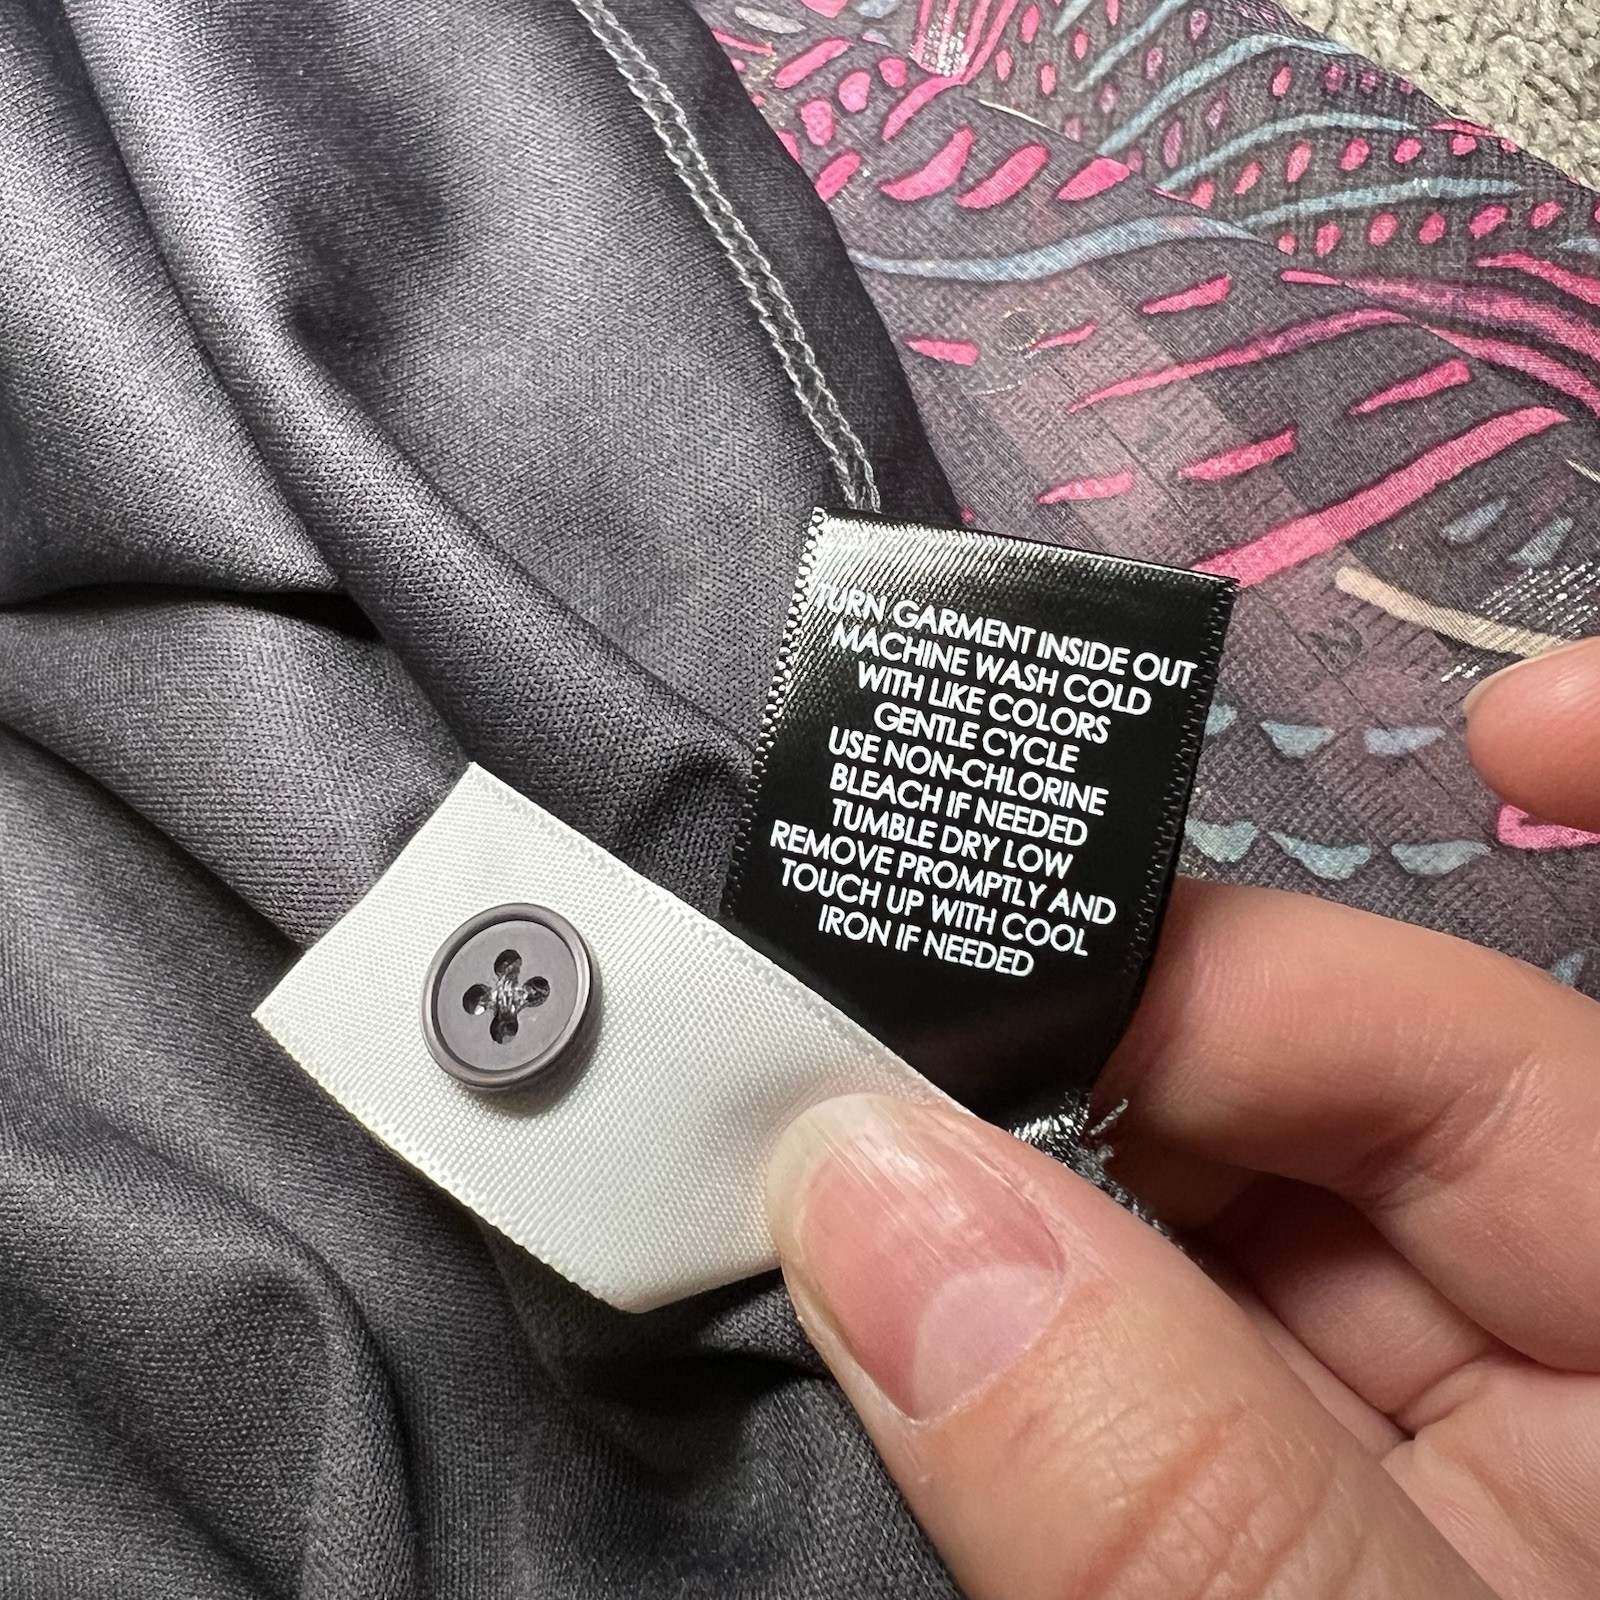 TURN GARMENT INSIDE OUT
MACHINE WASH COLD
WITH LIKE COLORS
GENTLE CYCLE
USE NON-CHLORINE
BLEACH IF NEEDED
TUMBLE DRY LOW
REMOVE PROMPTLY AND
TOUCH UP WITH COOL
IRON IF NEEDED